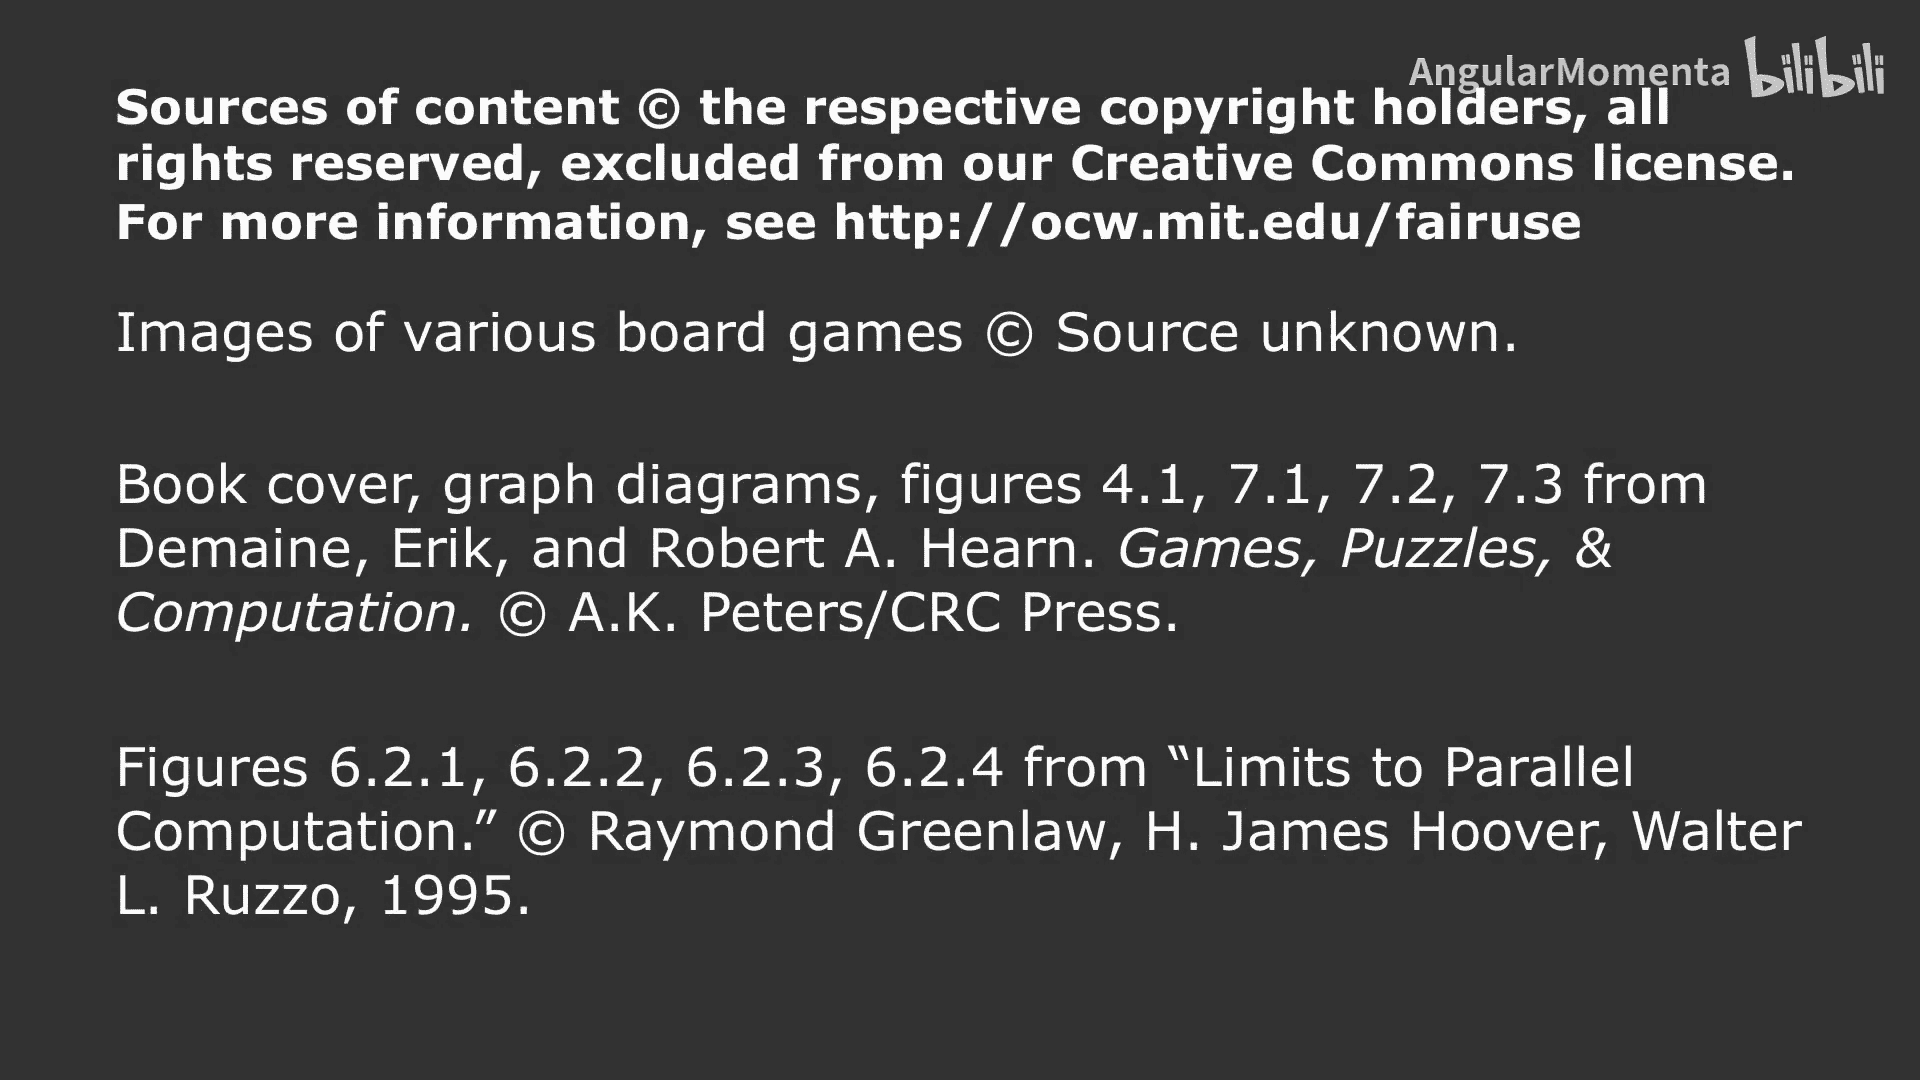 AngularMomenta bilibili
Sources of content © the respective copyright holders, all
rights reserved, excluded from our Creative Commons license.
For more information, see http://ocw.mit.edu/fairuse
Images of various board games © Source unknown.
Book cover, graph diagrams, figures 4.1, 7.1, 7.2, 7.3 from
Demaine, Erik, and Robert A. Hearn. Games, Puzzles, &
Computation. © A.K. Peters/CRC Press.
Figures 6.2.1, 6.2.2, 6.2.3, 6.2.4 from “Limits to Parallel
Computation.” © Raymond Greenlaw, H. James Hoover, Walter
L. Ruzzo, 1995.